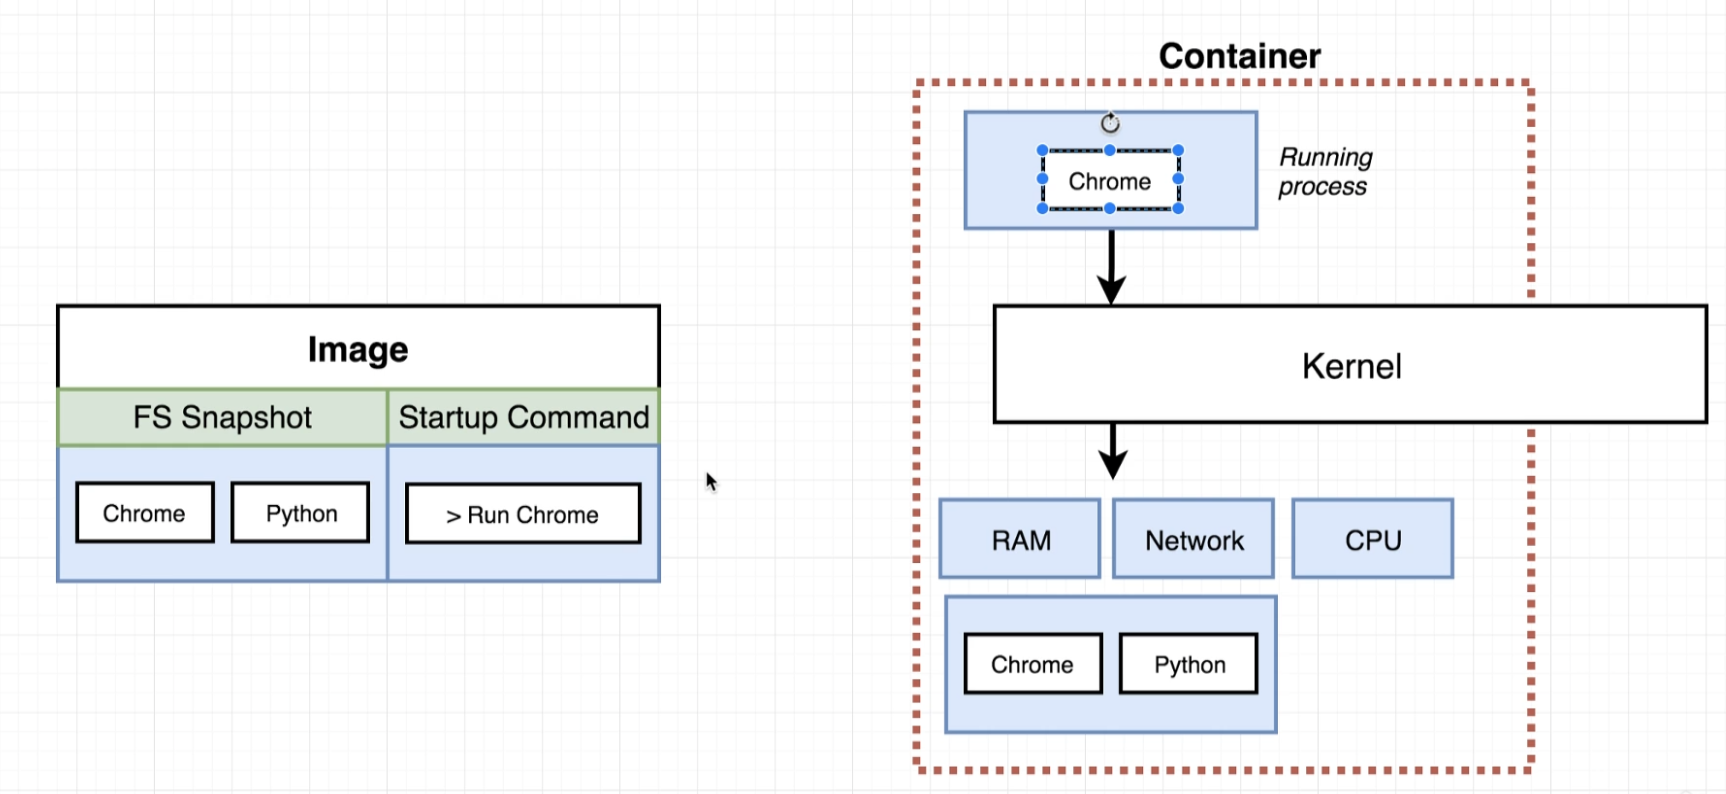 Container
Chrome
Running
process
Image
Kernel
FS Snapshot
Startup Command
Chrome
Python
> Run Chrome
RAM
Network
CPU
Chrome
Python